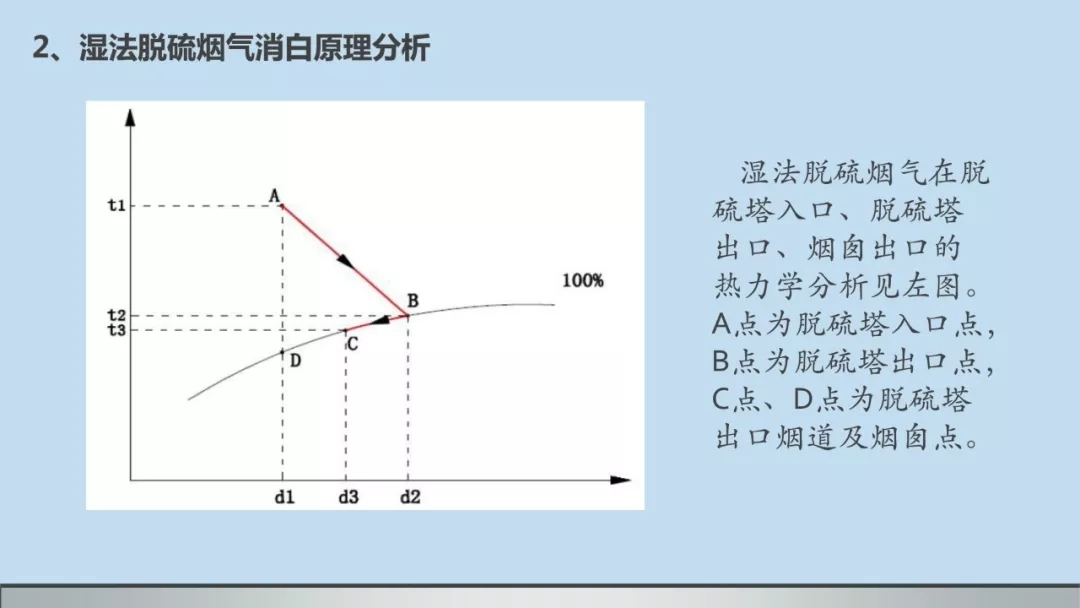 2、湿法脱硫烟气消白原理分析
A
t1
100%
B
t2
t3
C
D
d1
d3
d2
湿法脱硫烟气在脱
硫塔入口、脱硫塔
出口、烟囱出口的
热力学分析见左图。
A点为脱硫塔入口点，
B点为脱硫塔出口点，
C点、D点为脱硫塔
出口烟道及烟囱点。